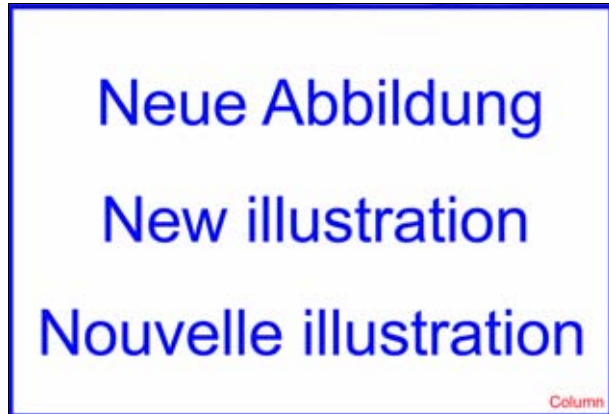 Neue Abbildung
New illustration
Nouvelle illustration
Column